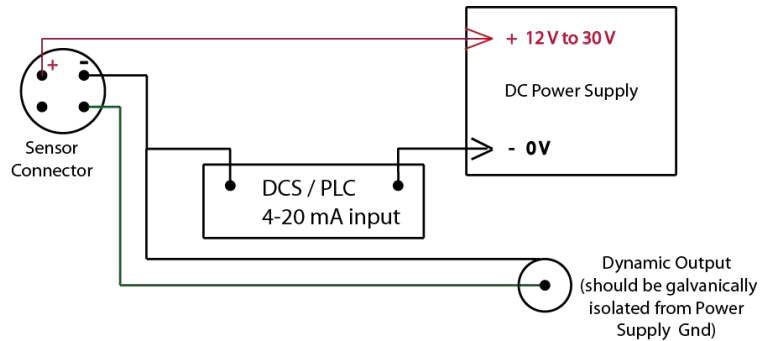 + 12 V to 30 V
DC Power Supply
- 0 V
+ -
Sensor
Connector
DCS / PLC
4-20 mA input
Dynamic Output
(should be galvanically
isolated from Power
Supply Gnd)